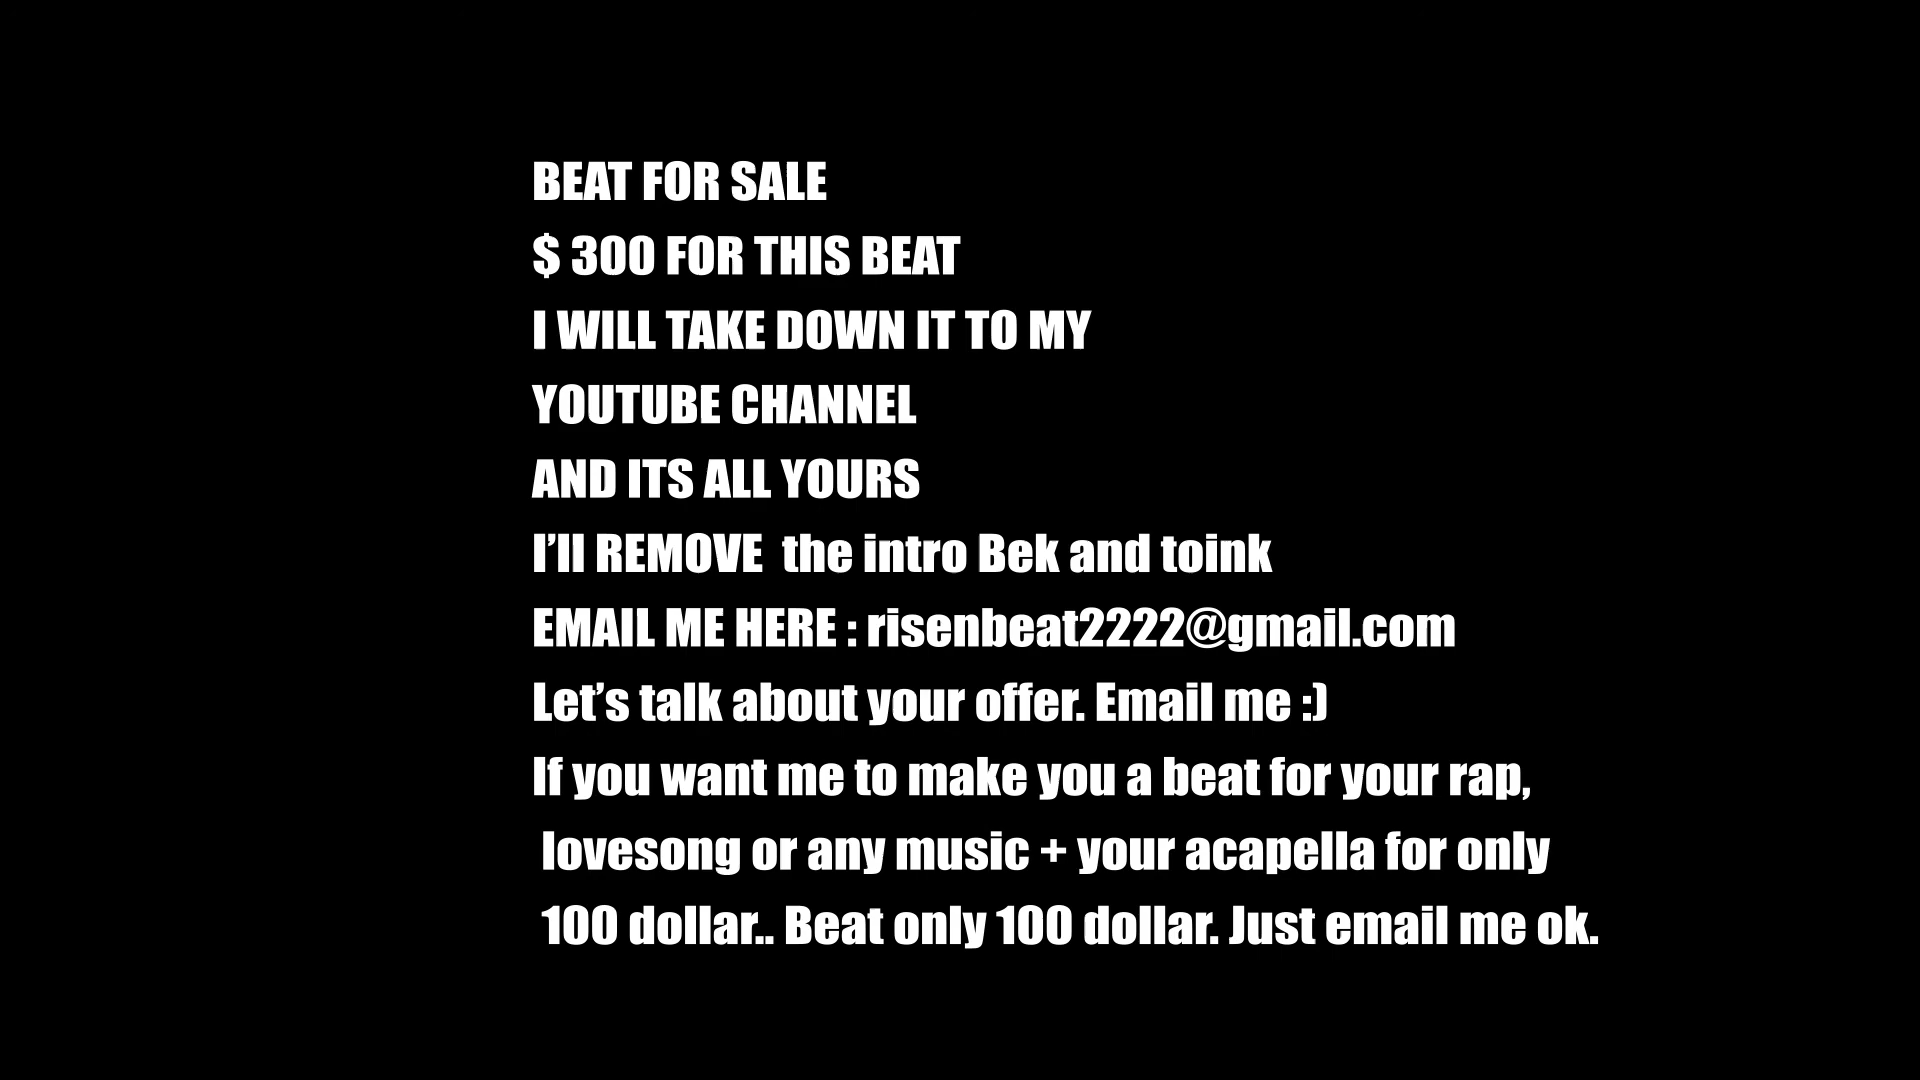 BEAT FOR SALE
$ 300 FOR THIS BEAT
I WILL TAKE DOWN IT TO MY
YOUTUBE CHANNEL
AND ITS ALL YOURS
I’ll REMOVE  the intro Bek and toink
EMAIL ME HERE : risenbeat2222@gmail.com
Let’s talk about your offer. Email me :)
If you want me to make you a beat for your rap,
lovesong or any music + your acapella for only
100 dollar.. Beat only 100 dollar. Just email me ok.